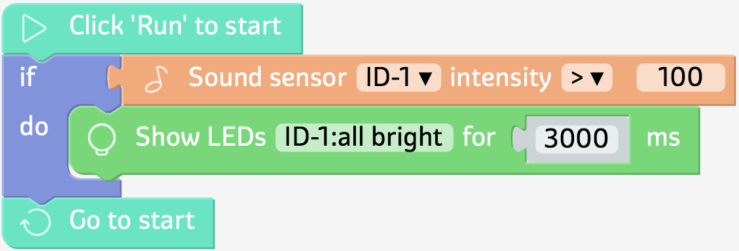 Click 'Run' to start
if Sound sensor ID-1 ▾ intensity > ▾ 100
do Show LEDs ID-1:all bright for 3000 ms
Go to start